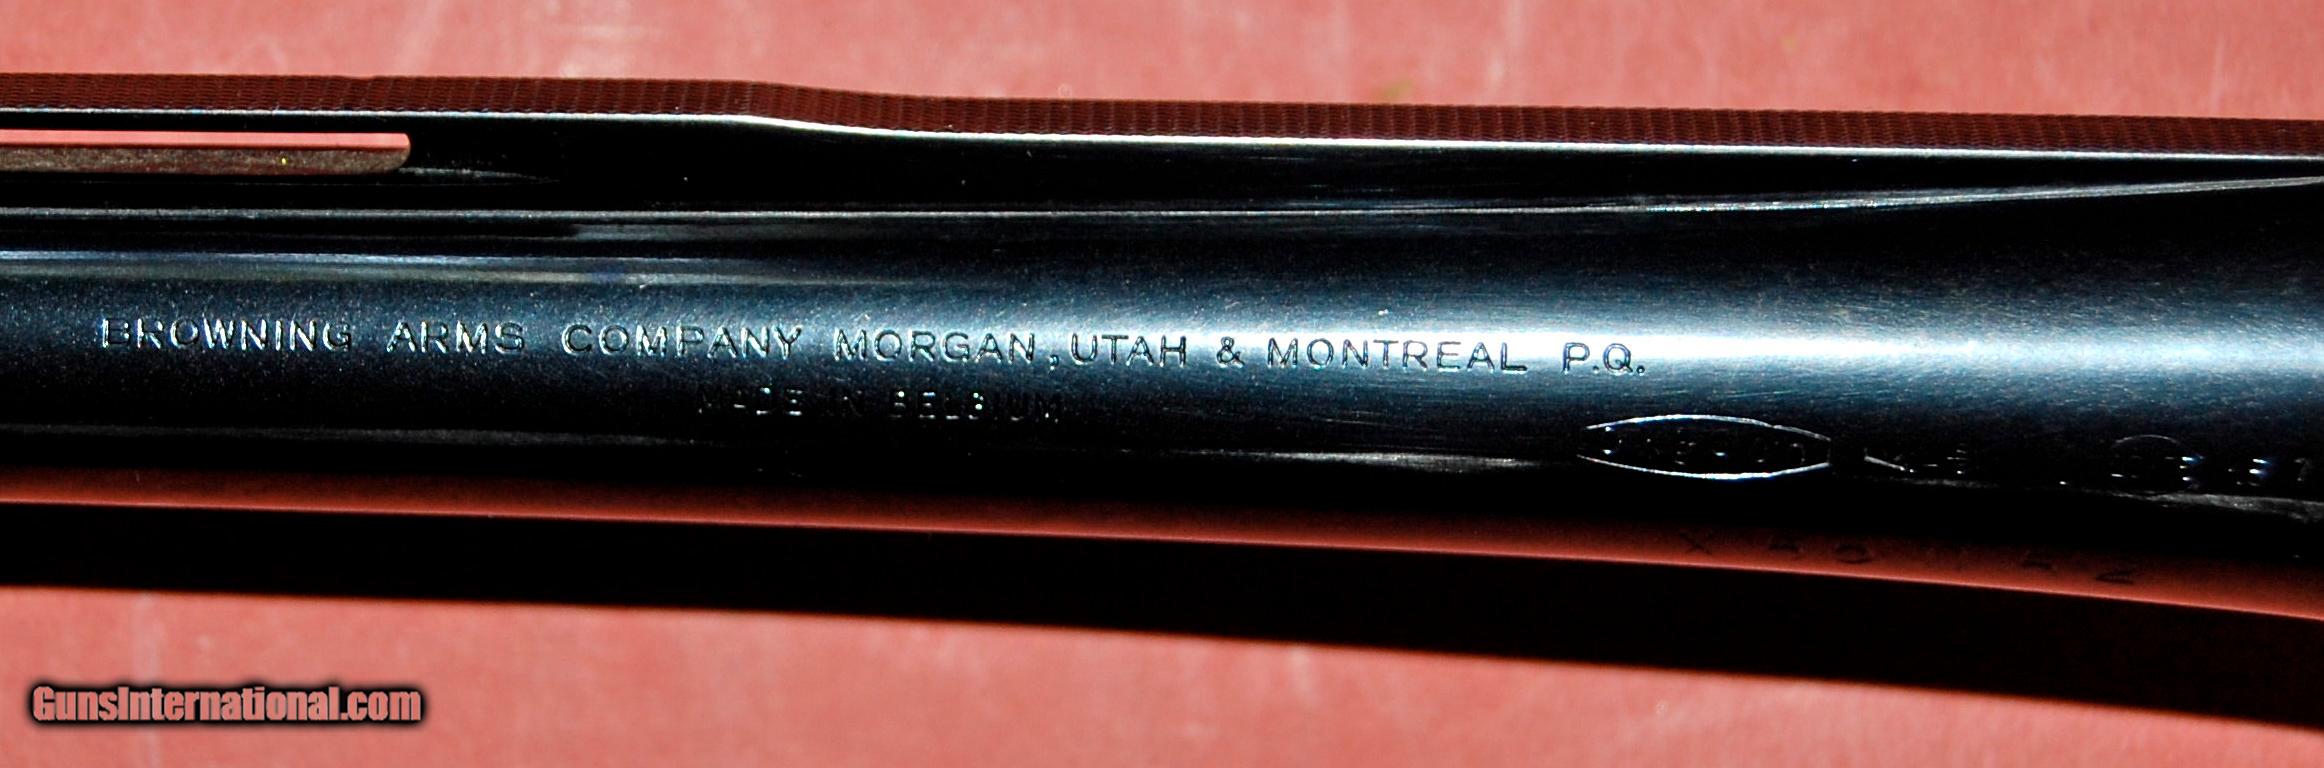 BROWNING ARMS COMPANY MORGAN, UTAH & MONTREAL P.Q.
MADE IN BELGIUM
GunsInternational.com